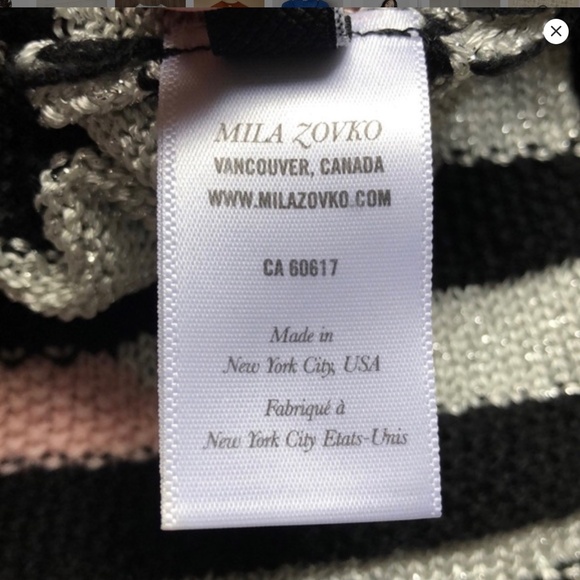 MILA ZOVKO
VANCOUVER, CANADA
WWW.MILAZOVKO.COM
CA 60617
Made in
New York City, USA
Fabriqué à
New York City Etats-Unis